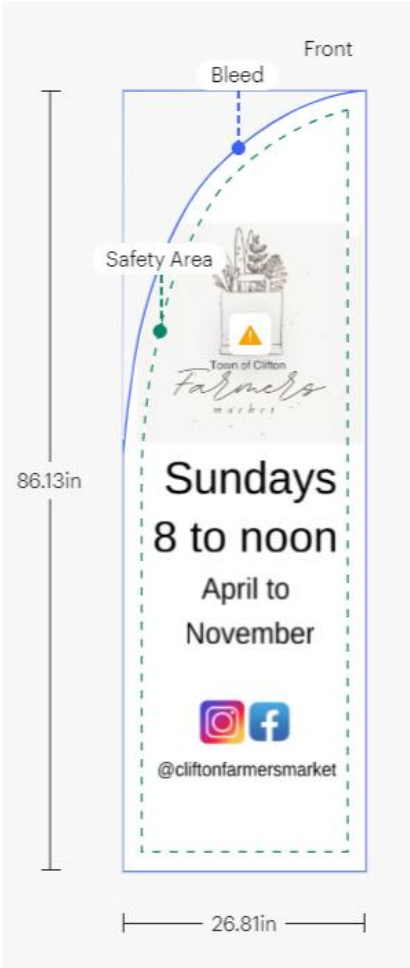 Front
Bleed
Safety Area
Town of Clifton
Farmers
market
86.13in
Sundays
8 to noon
April to
November
@cliftonfarmersmarket
26.81in